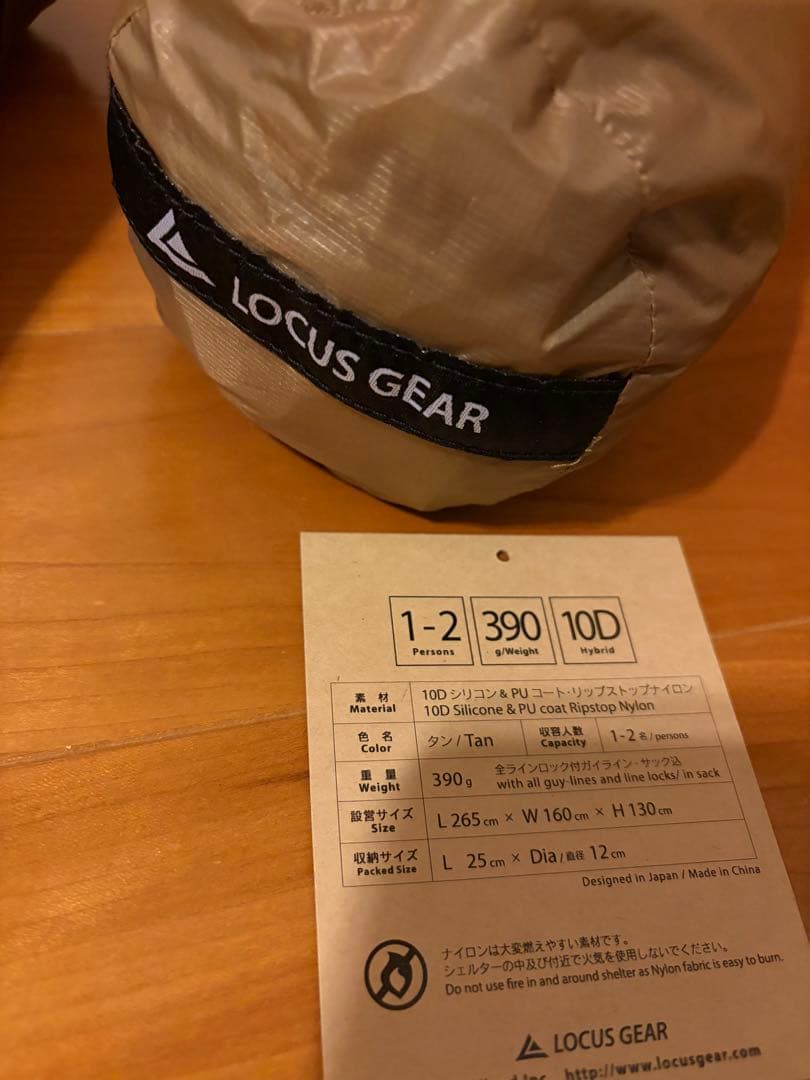 LOCUS GEAR
1-2
Persons
390
g/Weight
10D
Hybrid
素材
Material
10D シリコン & PU コート・リップストップナイロン
10D Silicone & PU coat Ripstop Nylon
色名
Color
タン / Tan
収容人数
Capacity
1-2 名 / persons
重量
Weight
390 g
全ラインロック付ガイライン・サック込
with all guy-lines and line locks/ in sack
設営サイズ
Size
L 265 cm × W 160 cm × H 130 cm
収納サイズ
Packed Size
L 25 cm × Dia / 直径 12 cm
Designed in Japan / Made in China
ナイロンは大変燃えやすい素材です。
シェルターの中及び付近で火気を使用しないでください。
Do not use fire in and around shelter as Nylon fabric is easy to burn.
LOCUS GEAR
Inc. http://www.locusgear.com